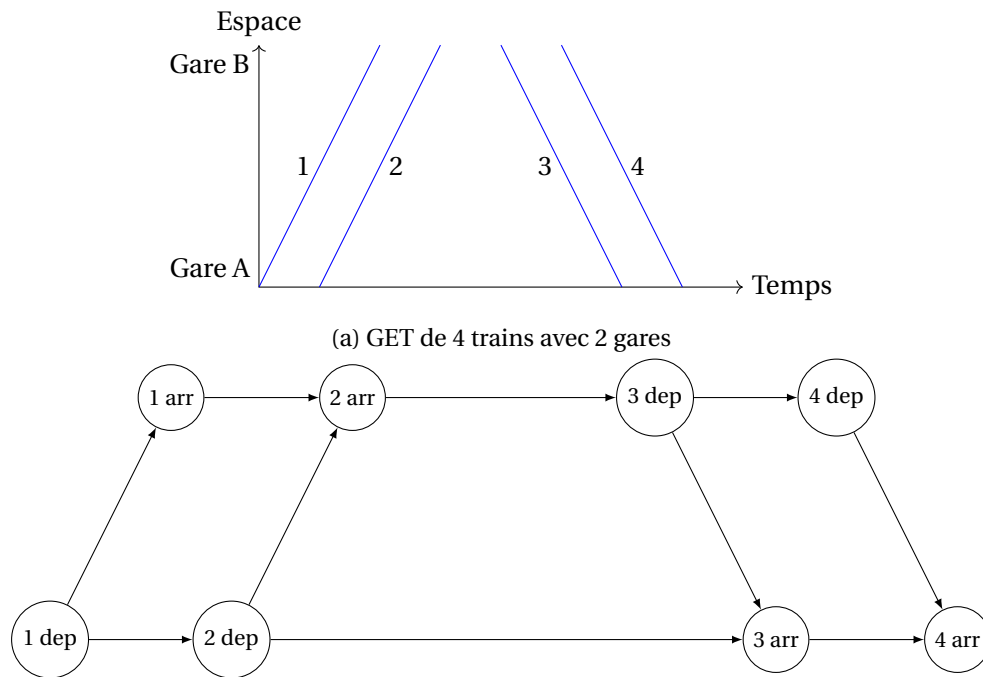 Espace
Gare B
1
2
3
4
Gare A
Temps
(a) GET de 4 trains avec 2 gares
1 arr
2 arr
3 dep
4 dep
1 dep
2 dep
3 arr
4 arr